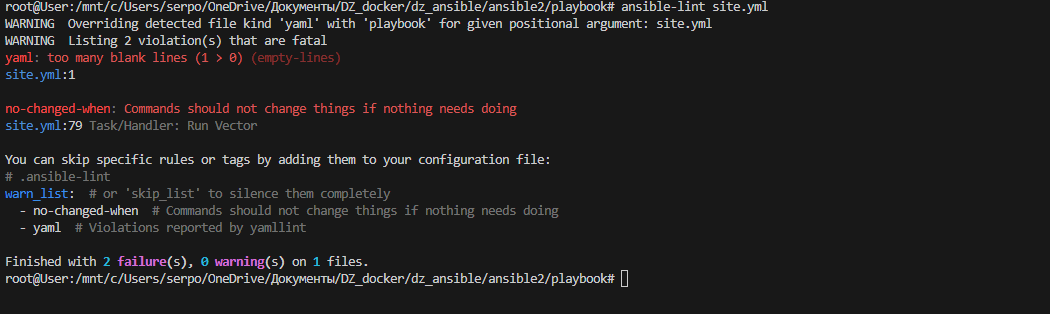 root@User:/mnt/c/Users/serpo/OneDrive/Документы/DZ_docker/dz_ansible/ansible2/playbook# ansible-lint site.yml
WARNING  Overriding detected file kind 'yaml' with 'playbook' for given positional argument: site.yml
WARNING  Listing 2 violation(s) that are fatal
yaml: too many blank lines (1 > 0) (empty-lines)
site.yml:1
no-changed-when: Commands should not change things if nothing needs doing
site.yml:79 Task/Handler: Run Vector
You can skip specific rules or tags by adding them to your configuration file:
# .ansible-lint
warn_list:  # or 'skip_list' to silence them completely
  - no-changed-when  # Commands should not change things if nothing needs doing
  - yaml  # Violations reported by yamllint
Finished with 2 failure(s), 0 warning(s) on 1 files.
root@User:/mnt/c/Users/serpo/OneDrive/Документы/DZ_docker/dz_ansible/ansible2/playbook#